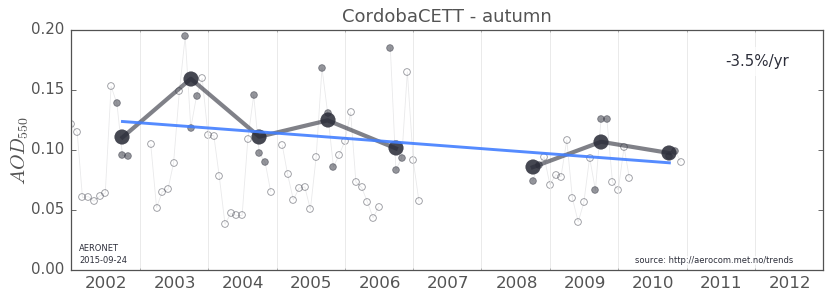 CordobaCETT - autumn
0.20
-3.5%/yr
0.15
AOD550
0.10
0.05
AERONET
2015-09-24
source: http://aerocom.met.no/trends
0.00
2002 2003 2004 2005 2006 2007 2008 2009 2010 2011 2012